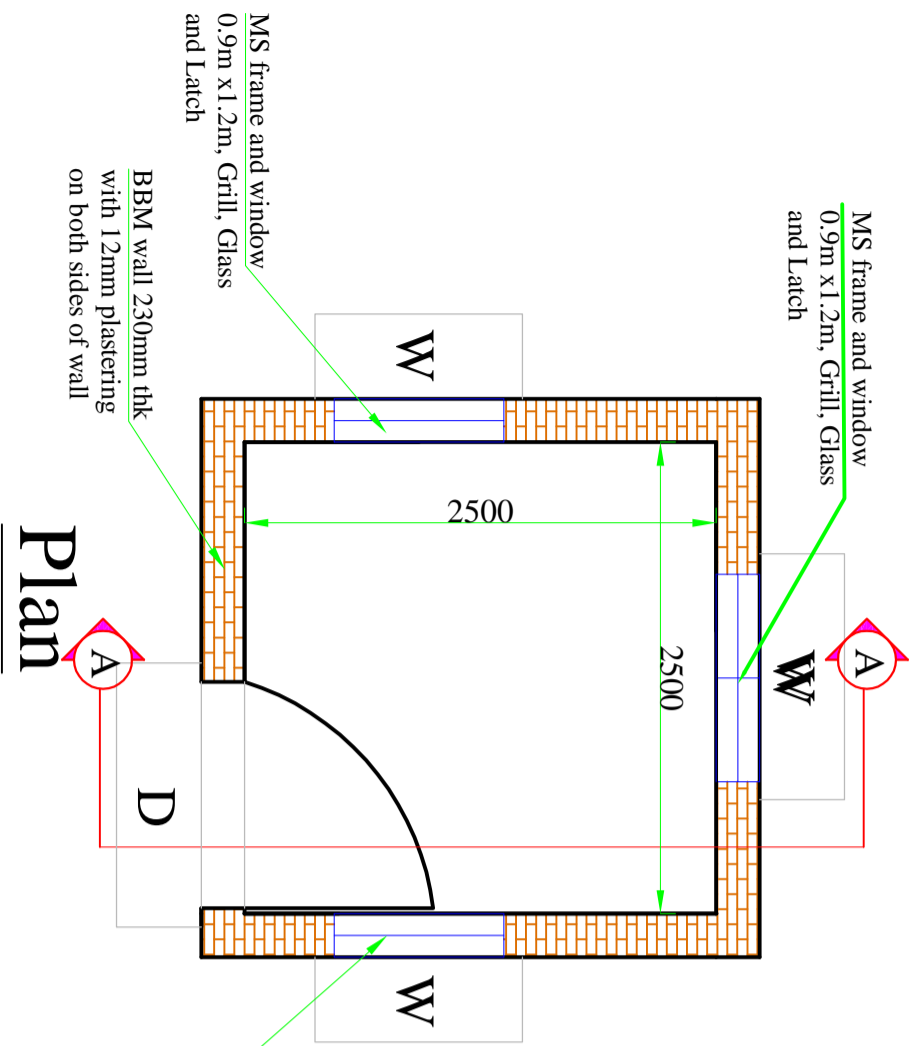 MS frame and window
0.9m x1.2m, Grill, Glass
and Latch
A
W
MS frame and window
0.9m x1.2m, Grill, Glass
and Latch
W
2500
2500
BBM wall 230mm thk
with 12mm plastering
on both sides of wall
W
D
A
Plan